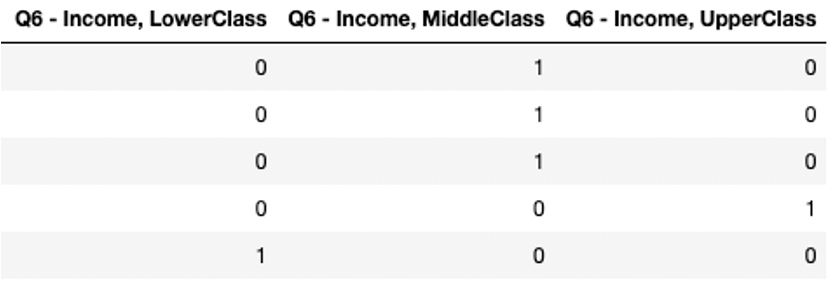 Q6 - Income, LowerClass Q6 - Income, MiddleClass Q6 - Income, UpperClass
0 1 0
0 1 0
0 1 0
0 0 1
1 0 0